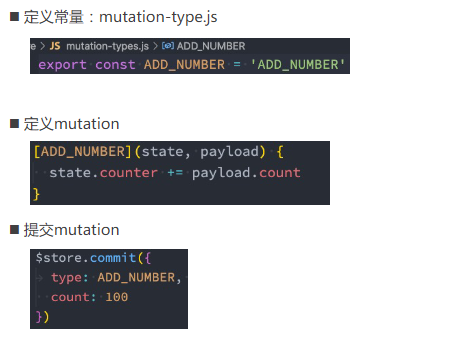 定义常量：mutation-type.js
e > JS mutation-types.js > ADD_NUMBER
export const ADD_NUMBER = 'ADD_NUMBER'
定义mutation
[ADD_NUMBER](state, payload) {
state.counter += payload.count
}
提交mutation
$store.commit({
type: ADD_NUMBER,
count: 100
})